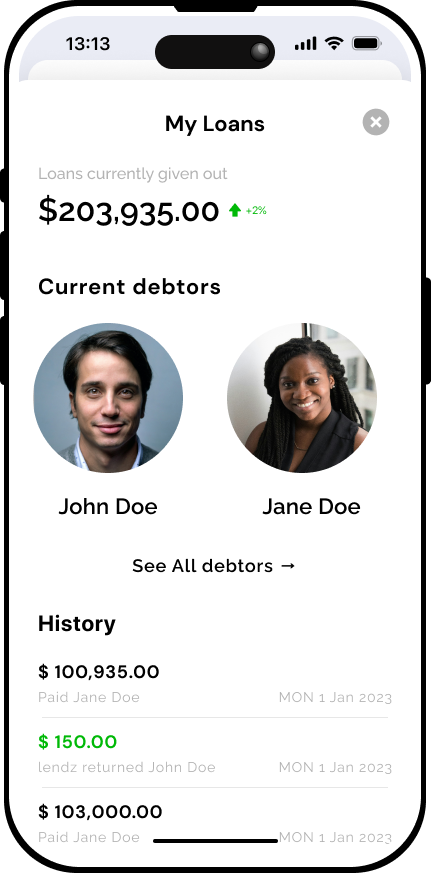 13:13
My Loans
Loans currently given out
$203,935.00 +2%
Current debtors
John Doe Jane Doe
See All debtors →
History
$ 100,935.00
Paid Jane Doe MON 1 Jan 2023
$ 150.00
lendz returned John Doe MON 1 Jan 2023
$ 103,000.00
Paid Jane Doe MON 1 Jan 2023